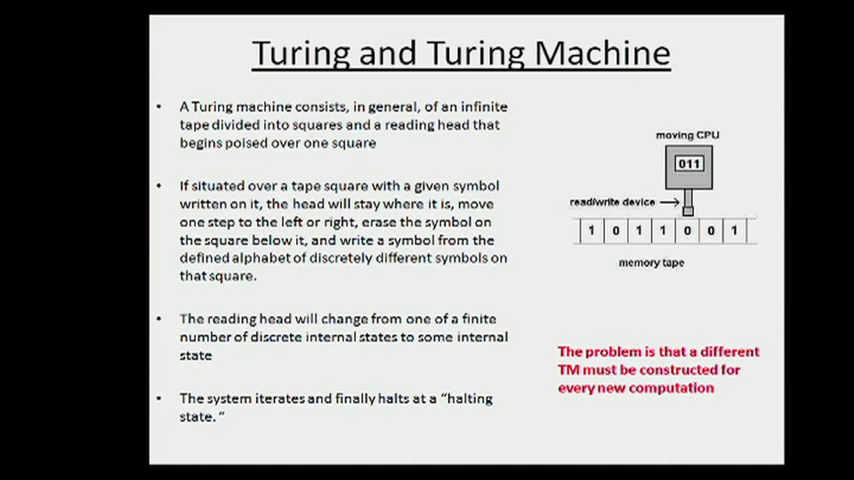 Turing and Turing Machine
• A Turing machine consists, in general, of an infinite
tape divided into squares and a reading head that
begins poised over one square
• If situated over a tape square with a given symbol
written on it, the head will stay where it is, move
one step to the left or right, erase the symbol on
the square below it, and write a symbol from the
defined alphabet of discretely different symbols on
that square.
• The reading head will change from one of a finite
number of discrete internal states to some internal
state
• The system iterates and finally halts at a “halting
state. “
moving CPU
011
read/write device
1 0 1 1 0 0 1
memory tape
The problem is that a different
TM must be constructed for
every new computation